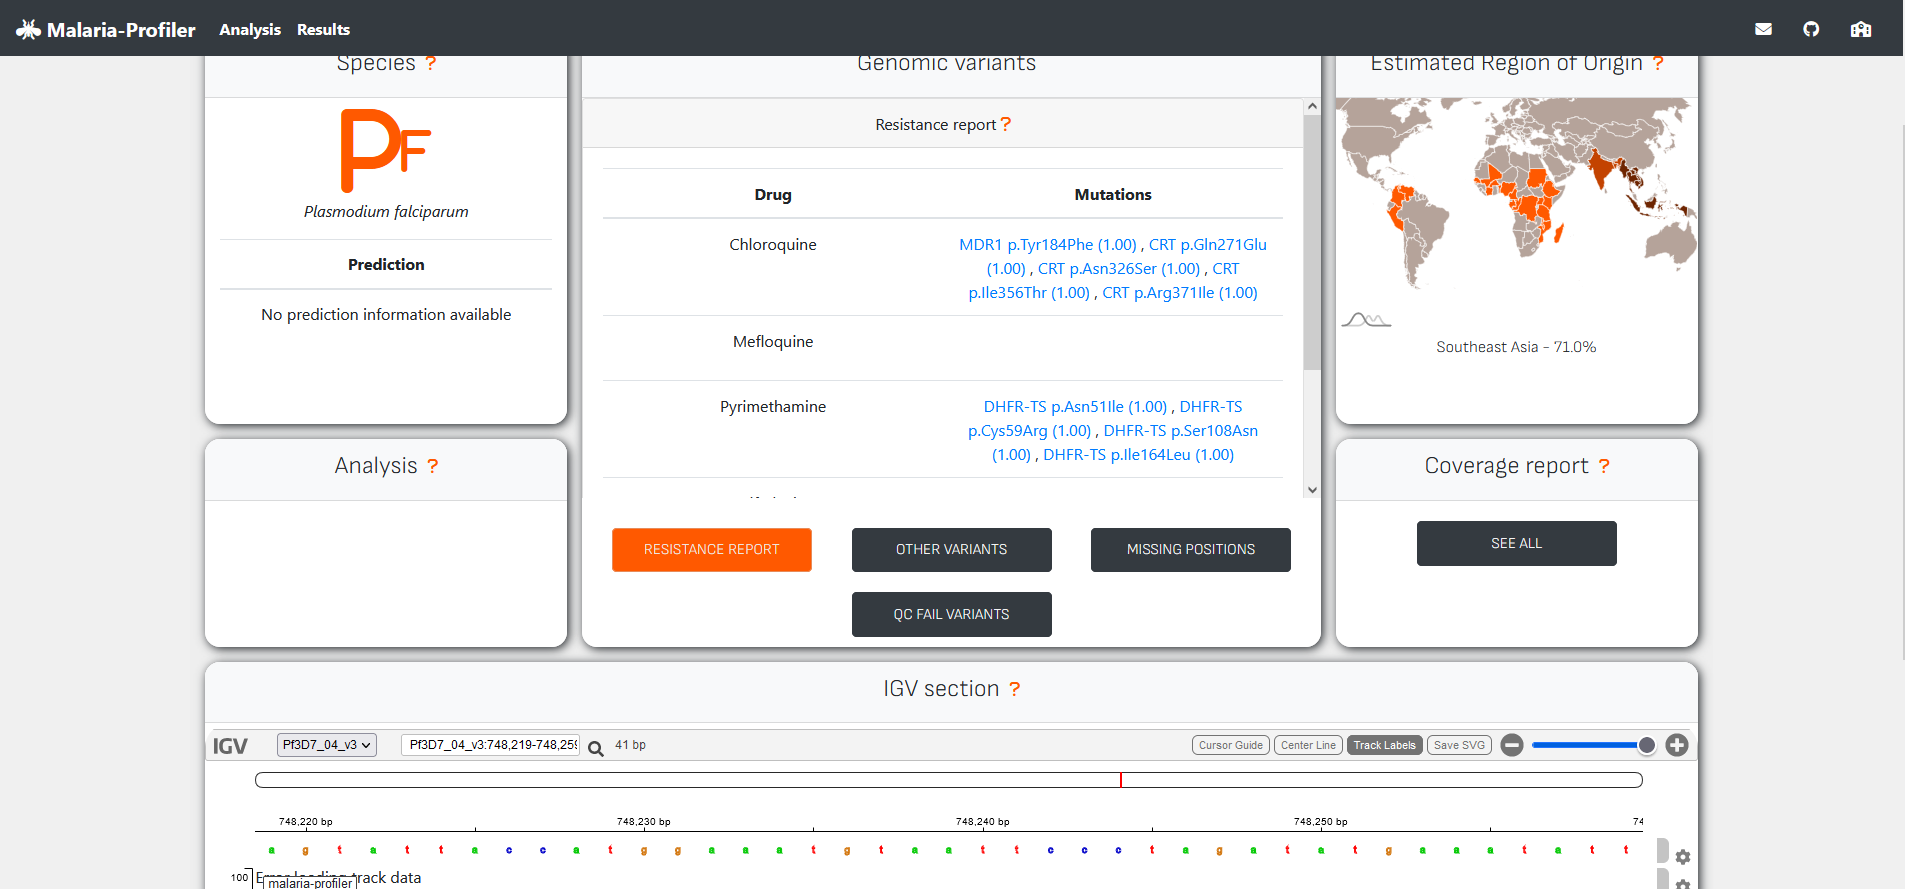 Malaria-Profiler Analysis Results
Species ?
PF
Plasmodium falciparum
Prediction
No prediction information available
Genomic variants
Resistance report ?
Drug Mutations
Chloroquine MDR1 p.Tyr184Phe (1.00) , CRT p.Gln271Glu
(1.00) , CRT p.Asn326Ser (1.00) , CRT
p.Ile356Thr (1.00) , CRT p.Arg371Ile (1.00)
Mefloquine
Pyrimethamine DHFR-TS p.Asn51Ile (1.00) , DHFR-TS
p.Cys59Arg (1.00) , DHFR-TS p.Ser108Asn
(1.00) , DHFR-TS p.Ile164Leu (1.00)
RESISTANCE REPORT OTHER VARIANTS MISSING POSITIONS
QC FAIL VARIANTS
Estimated Region of Origin ?
Southeast Asia - 71.0%
Analysis ?
Coverage report ?
SEE ALL
IGV section ?
IGV Pf3D7_04_v3 Pf3D7_04_v3:748,219-748,259 41 bp Cursor Guide Center Line Track Labels Save SVG
748,220 bp 748,230 bp 748,240 bp 748,250 bp 74
a g t a t t a c c a t g g a a a t g t a a t t c c c t a g a t a t g a a a t a t t
100 Error loading track data
malaria-profiler